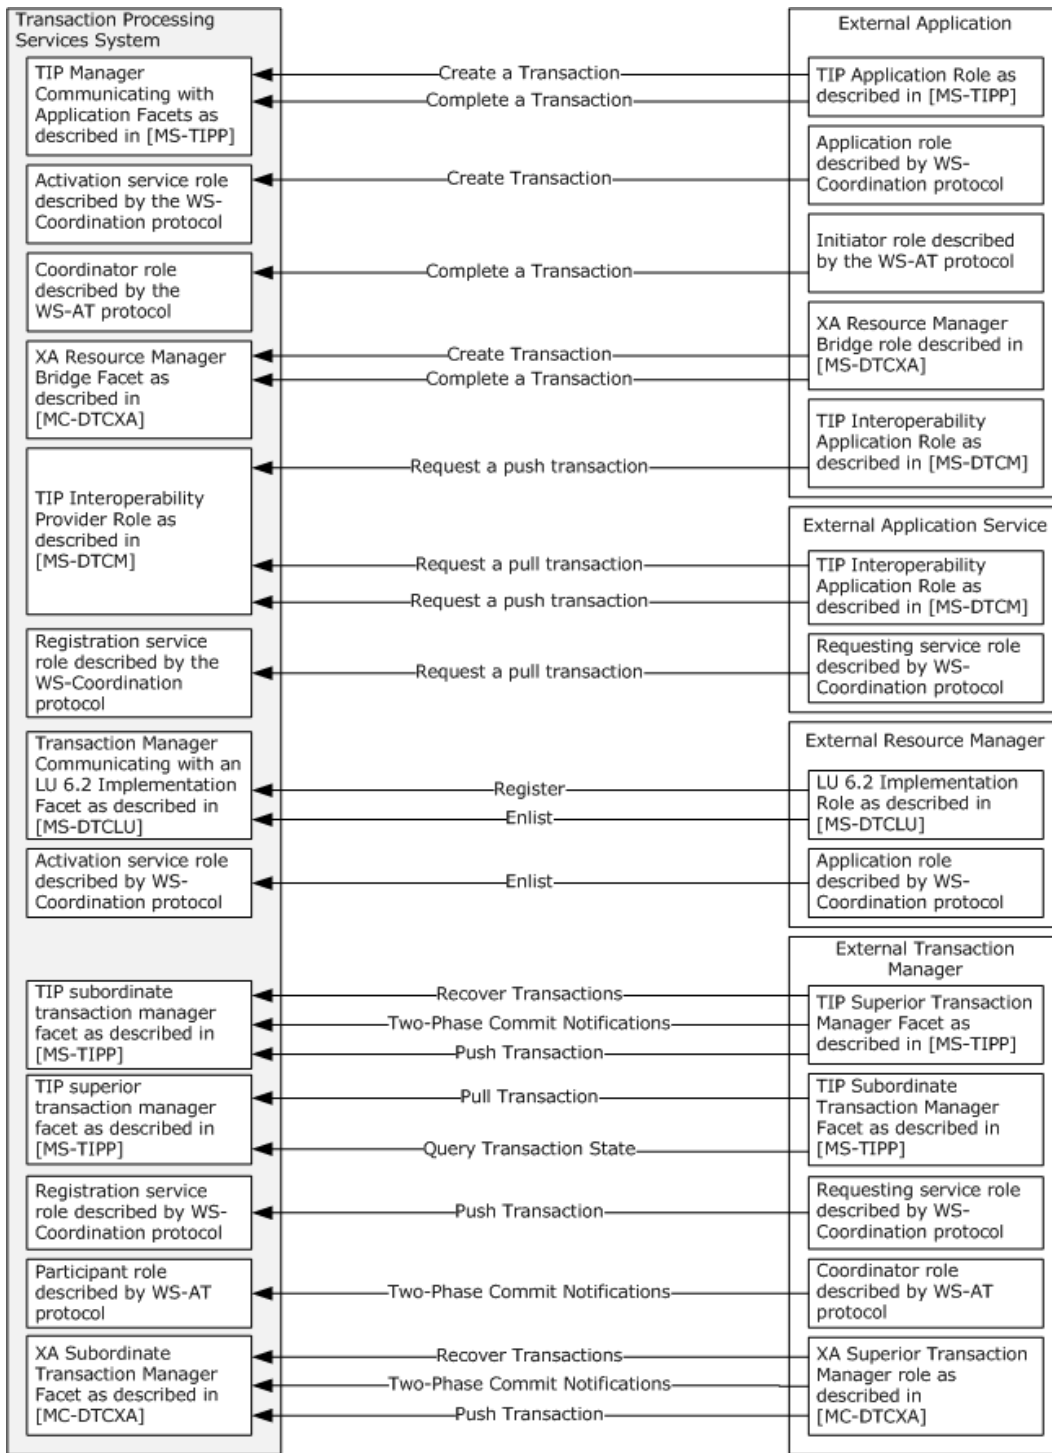 Transaction Processing
Services System
TIP Manager
Communicating with
Application Facets as
described in [MS-TIPP]
Activation service role
described by the WS-
Coordination protocol
Coordinator role
described by the
WS-AT protocol
XA Resource Manager
Bridge Facet as
described in
[MC-DTCXA]
TIP Interoperability
Provider Role as
described in
[MS-DTCM]
Registration service
role described by the
WS-Coordination
protocol
Transaction Manager
Communicating with an
LU 6.2 Implementation
Facet as described in
[MS-DTCLU]
Activation service role
described by WS-
Coordination protocol
TIP subordinate
transaction manager
facet as described in
[MS-TIPP]
TIP superior
transaction manager
facet as described in
[MS-TIPP]
Registration service
role described by WS-
Coordination protocol
Participant role
described by WS-AT
protocol
XA Subordinate
Transaction Manager
Facet as described in
[MC-DTCXA]
Create a Transaction
Complete a Transaction
Create Transaction
Complete a Transaction
Create Transaction
Complete a Transaction
Request a push transaction
Request a pull transaction
Request a push transaction
Request a pull transaction
Register
Enlist
Enlist
Recover Transactions
Two-Phase Commit Notifications
Push Transaction
Pull Transaction
Query Transaction State
Push Transaction
Two-Phase Commit Notifications
Recover Transactions
Two-Phase Commit Notifications
Push Transaction
External Application
TIP Application Role as
described in [MS-TIPP]
Application role
described by WS-
Coordination protocol
Initiator role described
by the WS-AT protocol
XA Resource Manager
Bridge role described in
[MS-DTCXA]
TIP Interoperability
Application Role as
described in [MS-DTCM]
External Application Service
TIP Interoperability
Application Role as
described in [MS-DTCM]
Requesting service role
described by WS-
Coordination protocol
External Resource Manager
LU 6.2 Implementation
Role as described in
[MS-DTCLU]
Application role
described by WS-
Coordination protocol
External Transaction
Manager
TIP Superior Transaction
Manager Facet as
described in [MS-TIPP]
TIP Subordinate
Transaction Manager
Facet as described in
[MS-TIPP]
Requesting service role
described by WS-
Coordination protocol
Coordinator role
described by WS-AT
protocol
XA Superior Transaction
Manager role as
described in
[MC-DTCXA]